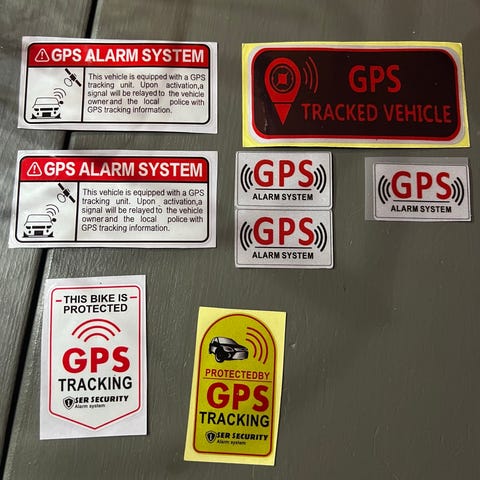 GPS ALARM SYSTEM
This vehicle is equipped with a GPS
tracking unit. Upon activation,a
signal will be relayed to the vehicle
owner and the local police with
GPS tracking information.
GPS
TRACKED VEHICLE
GPS ALARM SYSTEM
This vehicle is equipped with a GPS
tracking unit. Upon activation,a
signal will be relayed to the vehicle
owner and the local police with
GPS tracking information.
GPS
ALARM SYSTEM
GPS
ALARM SYSTEM
GPS
ALARM SYSTEM
THIS BIKE IS
PROTECTED
GPS
TRACKING
SER SECURITY
Alarm system
PROTECTEDBY
GPS
TRACKING
SER SECURITY
Alarm system